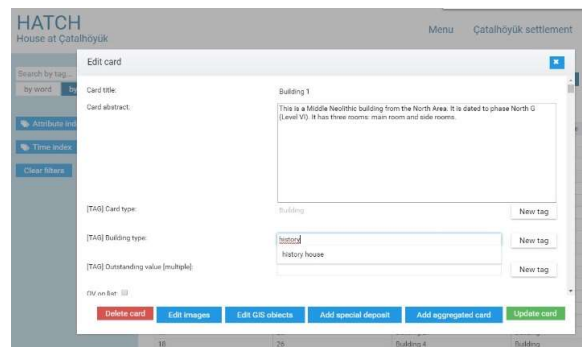 HATCH
House at Çatalhöyük
Menu Çatalhöyük settlement
Edit card
Search by tag...
by word by
Card title: Building 1
Card abstract: This is a Middle Neolithic building from the North Area. It is dated to phase North G
(Level VI). It has three rooms: main room and side rooms.
Attribute ind
Time index
Clear filters
[TAG] Card type: Building New tag
[TAG] Building type: history New tag
history house
[TAG] Outstanding value [multiple]: New tag
OV on list:
Delete card Edit images Edit GIS objects Add special deposit Add aggregated card Update card
18 26 Building 4 Building